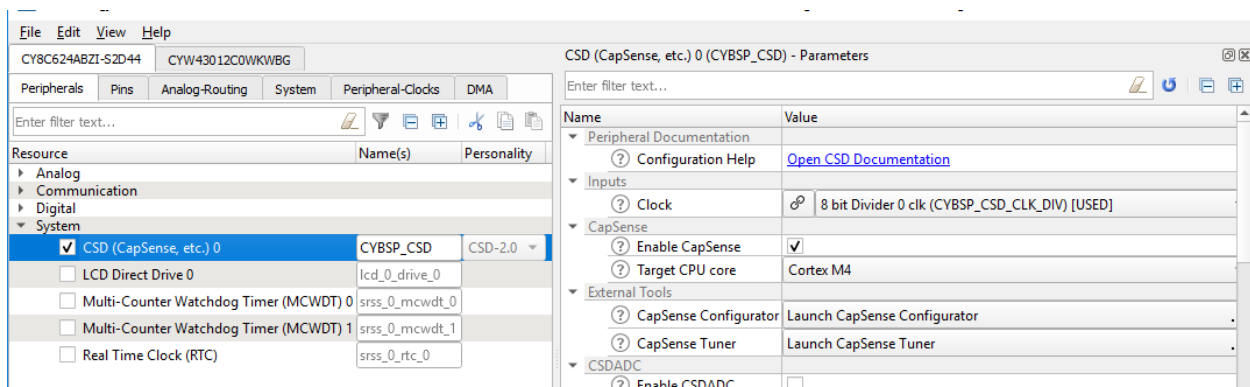 File Edit View Help
CY8C624ABZI-S2D44 CYW43012C0WKWBG
Peripherals Pins Analog-Routing System Peripheral-Clocks DMA
Enter filter text...
Resource Name(s) Personality
Analog
Communication
Digital
System
CSD (CapSense, etc.) 0 CYBSP_CSD CSD-2.0
LCD Direct Drive 0 lcd_0_drive_0
Multi-Counter Watchdog Timer (MCWDT) 0 srss_0_mcwdt_0
Multi-Counter Watchdog Timer (MCWDT) 1 srss_0_mcwdt_1
Real Time Clock (RTC) srss_0_rtc_0
CSD (CapSense, etc.) 0 (CYBSP_CSD) - Parameters
Enter filter text...
Name Value
Peripheral Documentation
Configuration Help Open CSD Documentation
Inputs
Clock 8 bit Divider 0 clk (CYBSP_CSD_CLK_DIV) [USED]
CapSense
Enable CapSense
Target CPU core Cortex M4
External Tools
CapSense Configurator Launch CapSense Configurator
CapSense Tuner Launch CapSense Tuner
CSDADC
Enable CSDADC